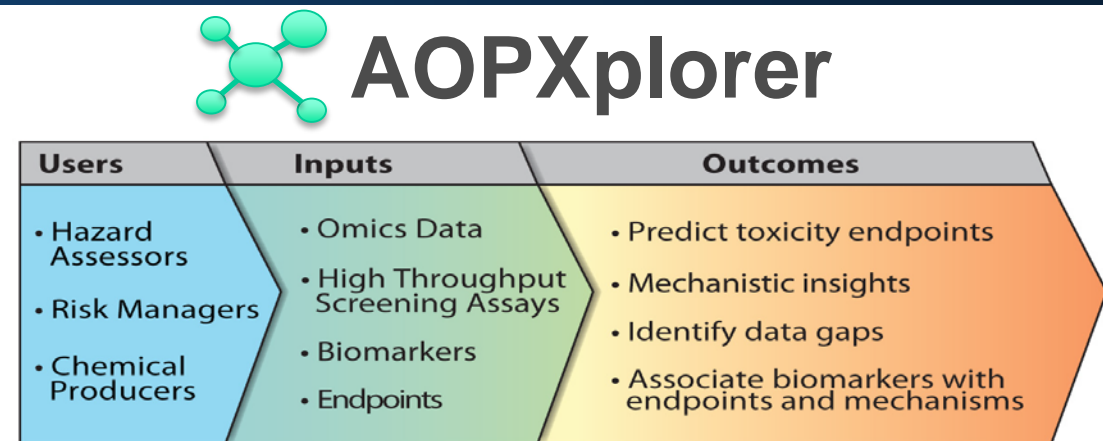 AOPXplorer
Users
• Hazard
Assessors
• Risk Managers
• Chemical
Producers
Inputs
• Omics Data
• High Throughput
Screening Assays
• Biomarkers
• Endpoints
Outcomes
• Predict toxicity endpoints
• Mechanistic insights
• Identify data gaps
• Associate biomarkers with
endpoints and mechanisms